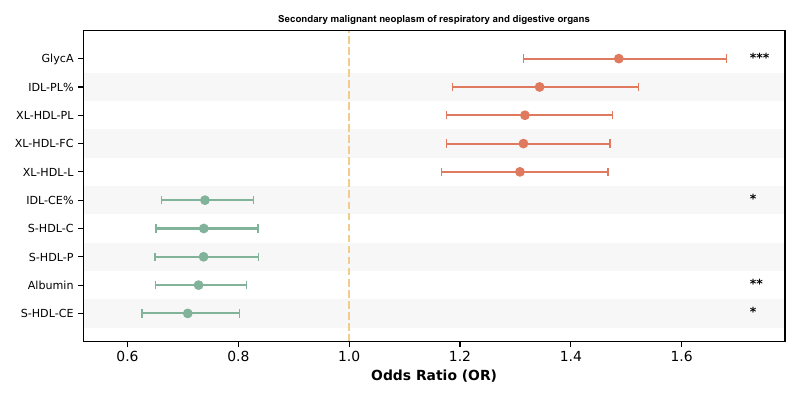 Secondary malignant neoplasm of respiratory and digestive organs
GlycA ***
IDL-PL%
XL-HDL-PL
XL-HDL-FC
XL-HDL-L
IDL-CE% *
S-HDL-C
S-HDL-P
Albumin **
S-HDL-CE *
0.6 0.8 1.0 1.2 1.4 1.6
Odds Ratio (OR)